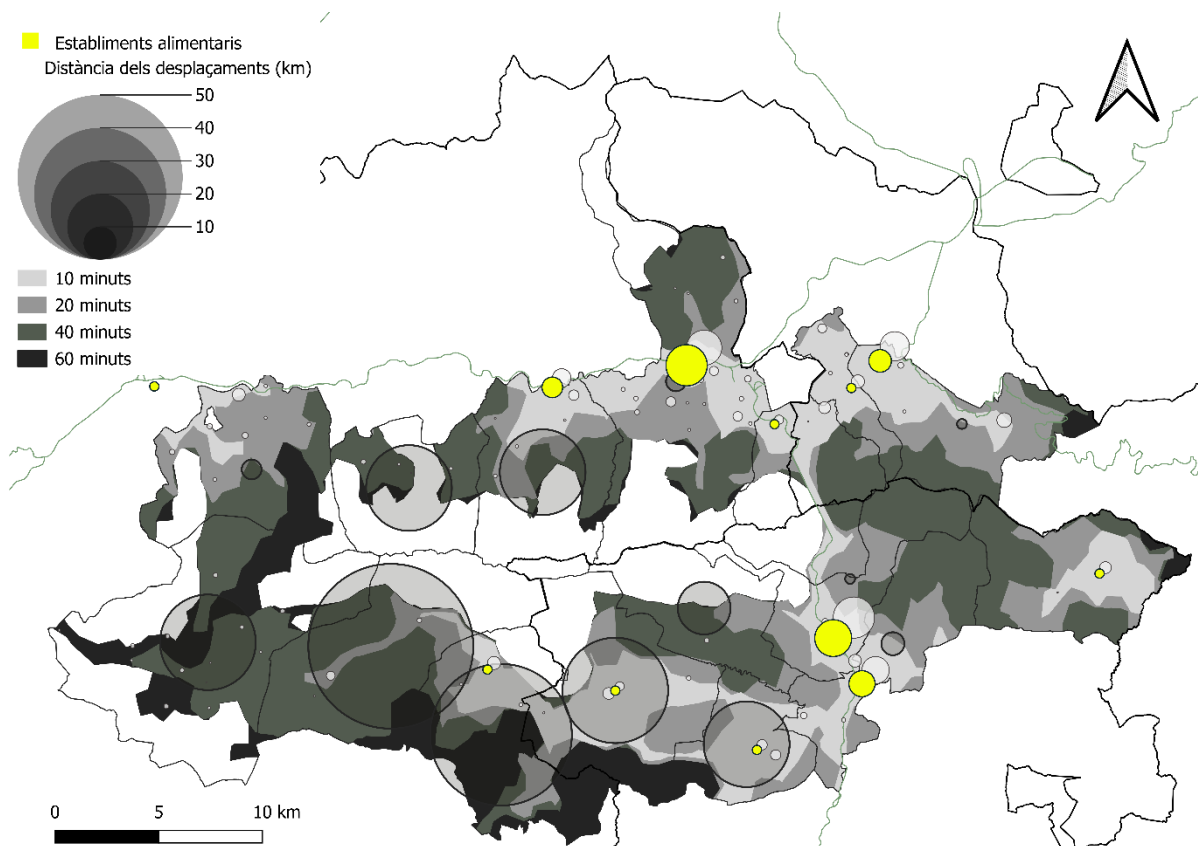 Establiments alimentaris
Distància dels desplaçaments (km)
50
40
30
20
10
10 minuts
20 minuts
40 minuts
60 minuts
0 5 10 km